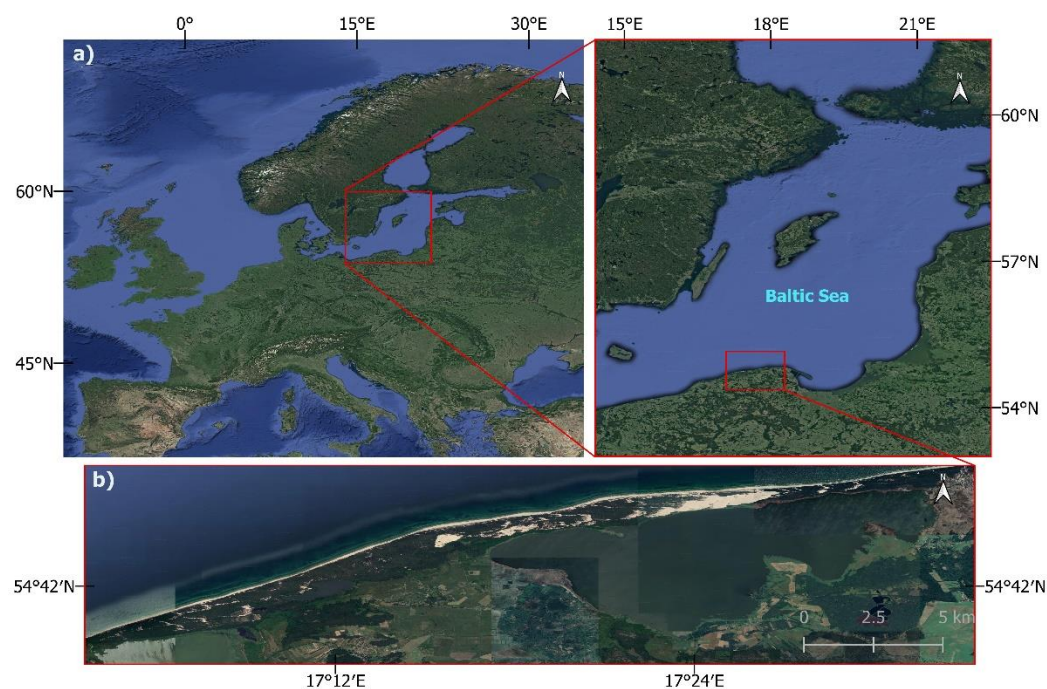 0° 15°E 30°E 15°E 18°E 21°E
a)
N
N
60°N
60°N
57°N
Baltic Sea
45°N
54°N
b)
N
54°42′N
54°42′N
0 2.5 5 km
17°12′E 17°24′E